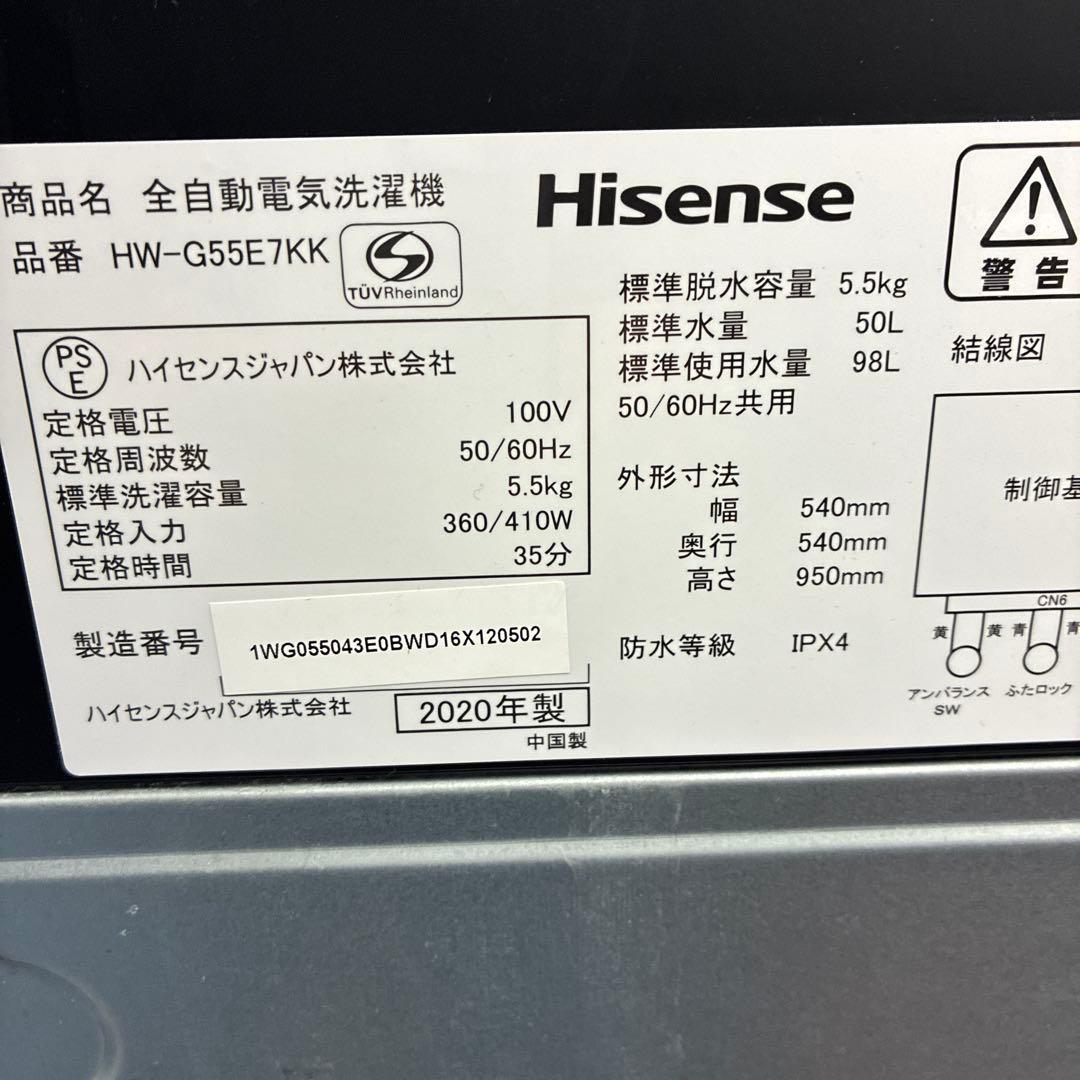 商品名 全自動電気洗濯機
品番 HW-G55E7KK
TÜVRheinland
PS
E
ハイセンスジャパン株式会社
定格電圧 100V
定格周波数 50/60Hz
標準洗濯容量 5.5kg
定格入力 360/410W
定格時間 35分
製造番号 1WG055043E0BWD16X120502
ハイセンスジャパン株式会社 2020年製
中国製
Hisense
標準脱水容量 5.5kg
標準水量 50L
標準使用水量 98L
50/60Hz共用
外形寸法
幅 540mm
奥行 540mm
高さ 950mm
防水等級 IPX4
警告
結線図
制御基
CN6
黄 黄 青 青
アンバランス ふたロック
SW